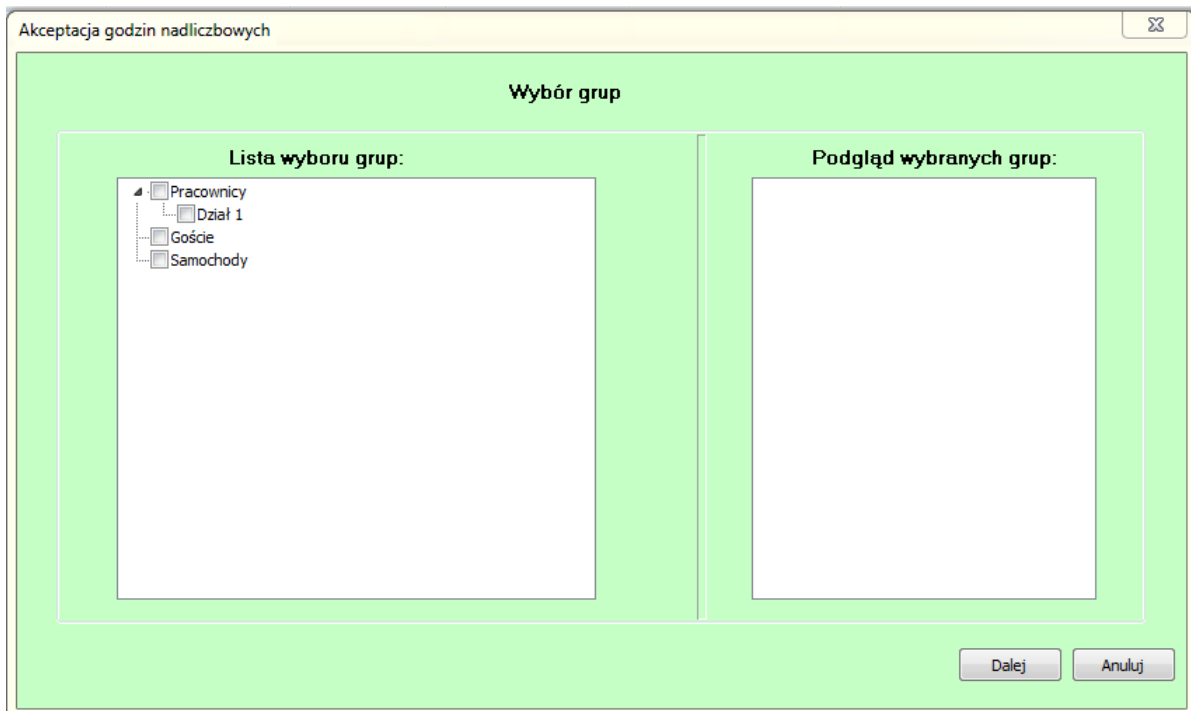 Akceptacja godzin nadliczbowych
Wybór grup
Lista wyboru grup:
Podgląd wybranych grup:
Pracownicy
Dział 1
Goście
Samochody
Dalej
Anuluj